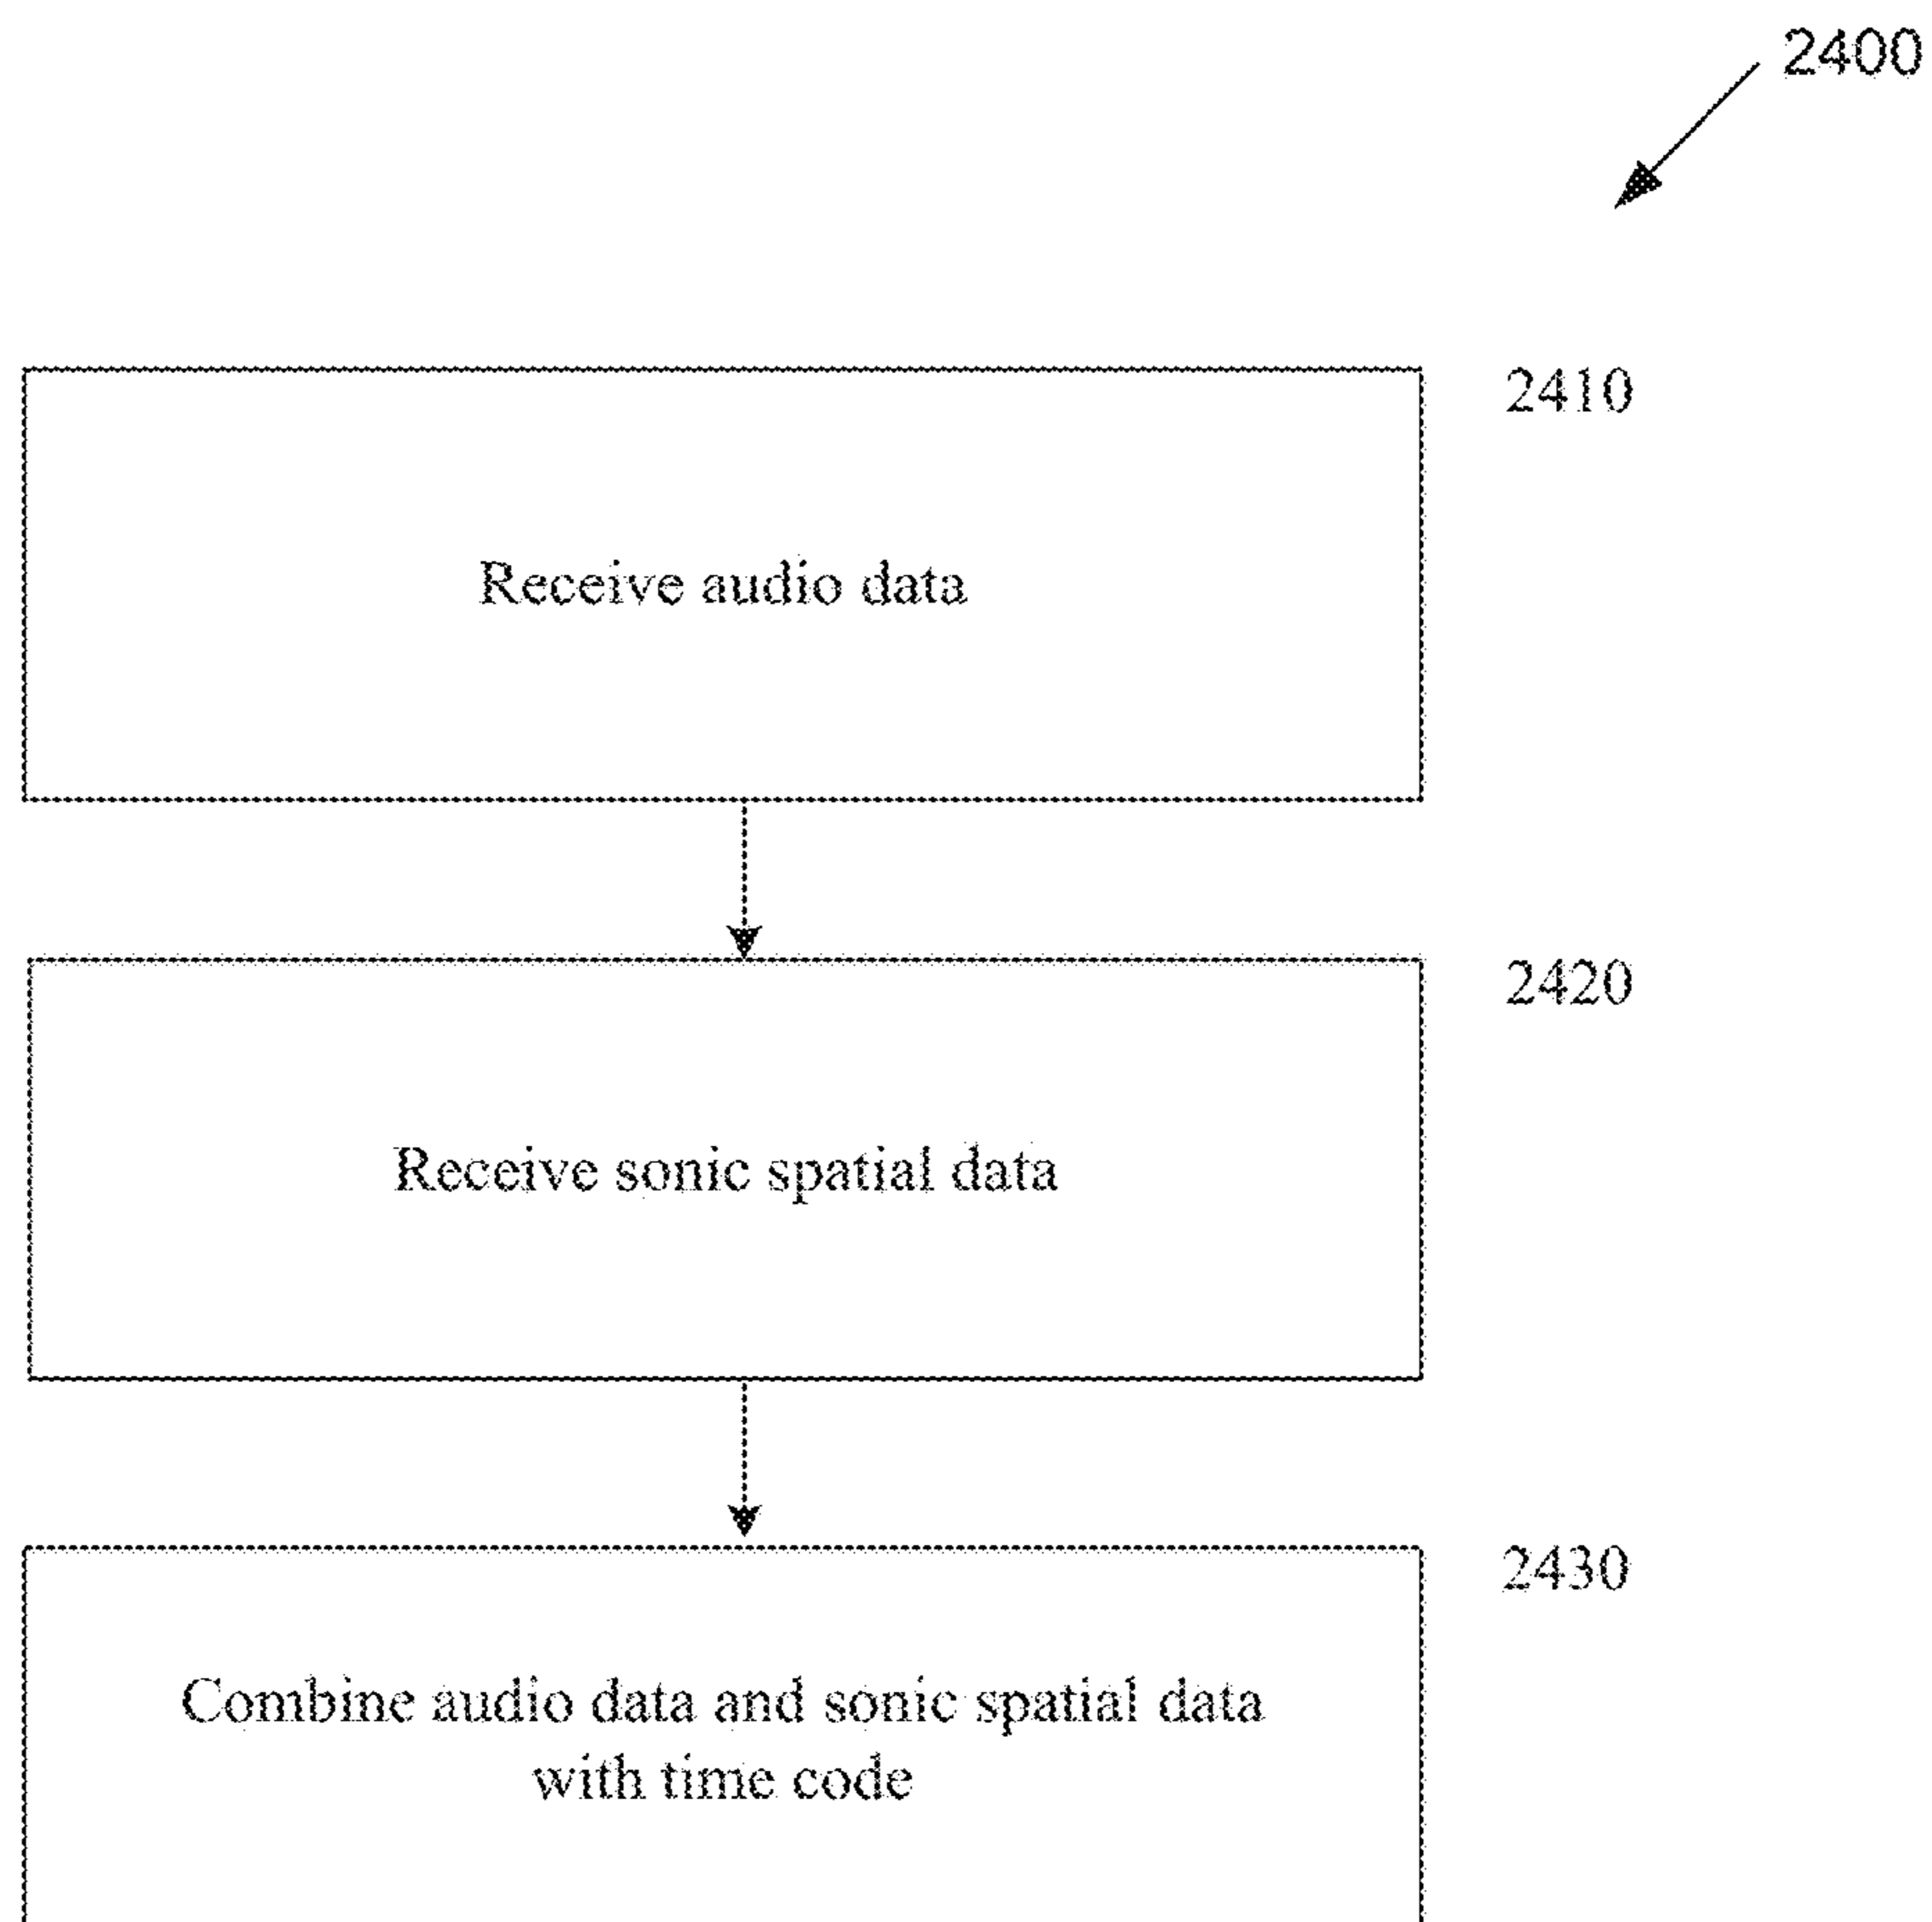 2400
2410
Receive audio data
2420
Receive sonic spatial data
2430
Combine audio data and sonic spatial data
with time code